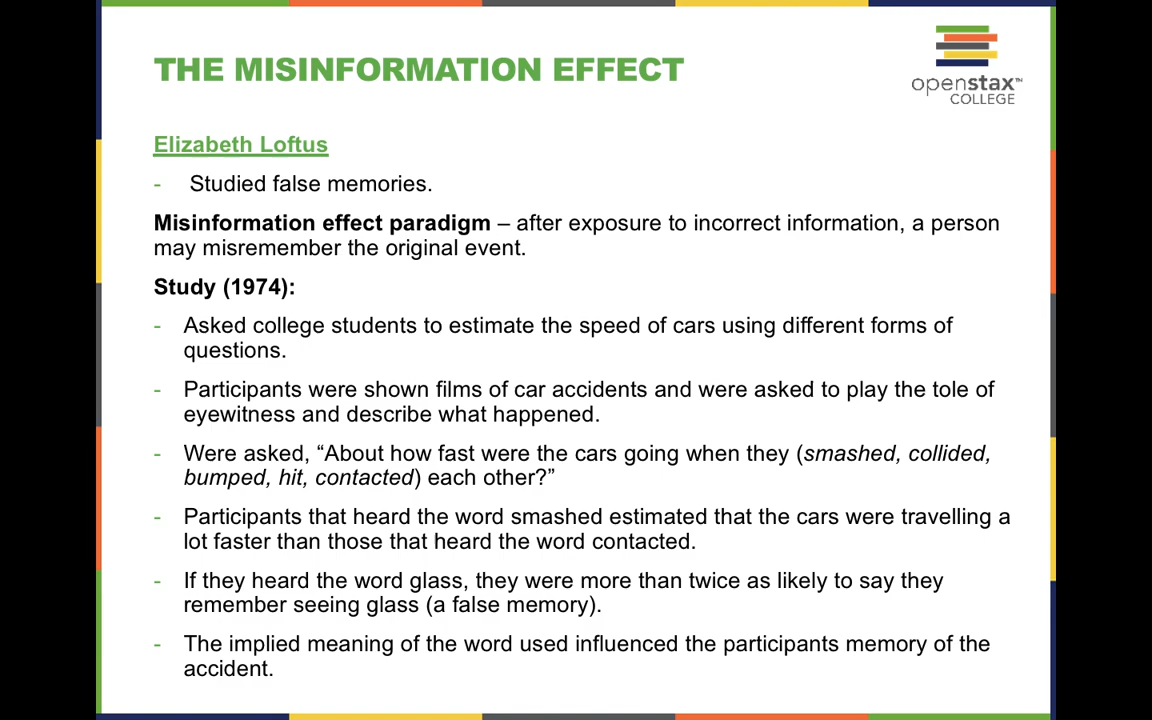 THE MISINFORMATION EFFECT
openstax™
COLLEGE
Elizabeth Loftus
- Studied false memories.
Misinformation effect paradigm – after exposure to incorrect information, a person
may misremember the original event.
Study (1974):
- Asked college students to estimate the speed of cars using different forms of
questions.
- Participants were shown films of car accidents and were asked to play the tole of
eyewitness and describe what happened.
- Were asked, “About how fast were the cars going when they (smashed, collided,
bumped, hit, contacted) each other?”
- Participants that heard the word smashed estimated that the cars were travelling a
lot faster than those that heard the word contacted.
- If they heard the word glass, they were more than twice as likely to say they
remember seeing glass (a false memory).
- The implied meaning of the word used influenced the participants memory of the
accident.